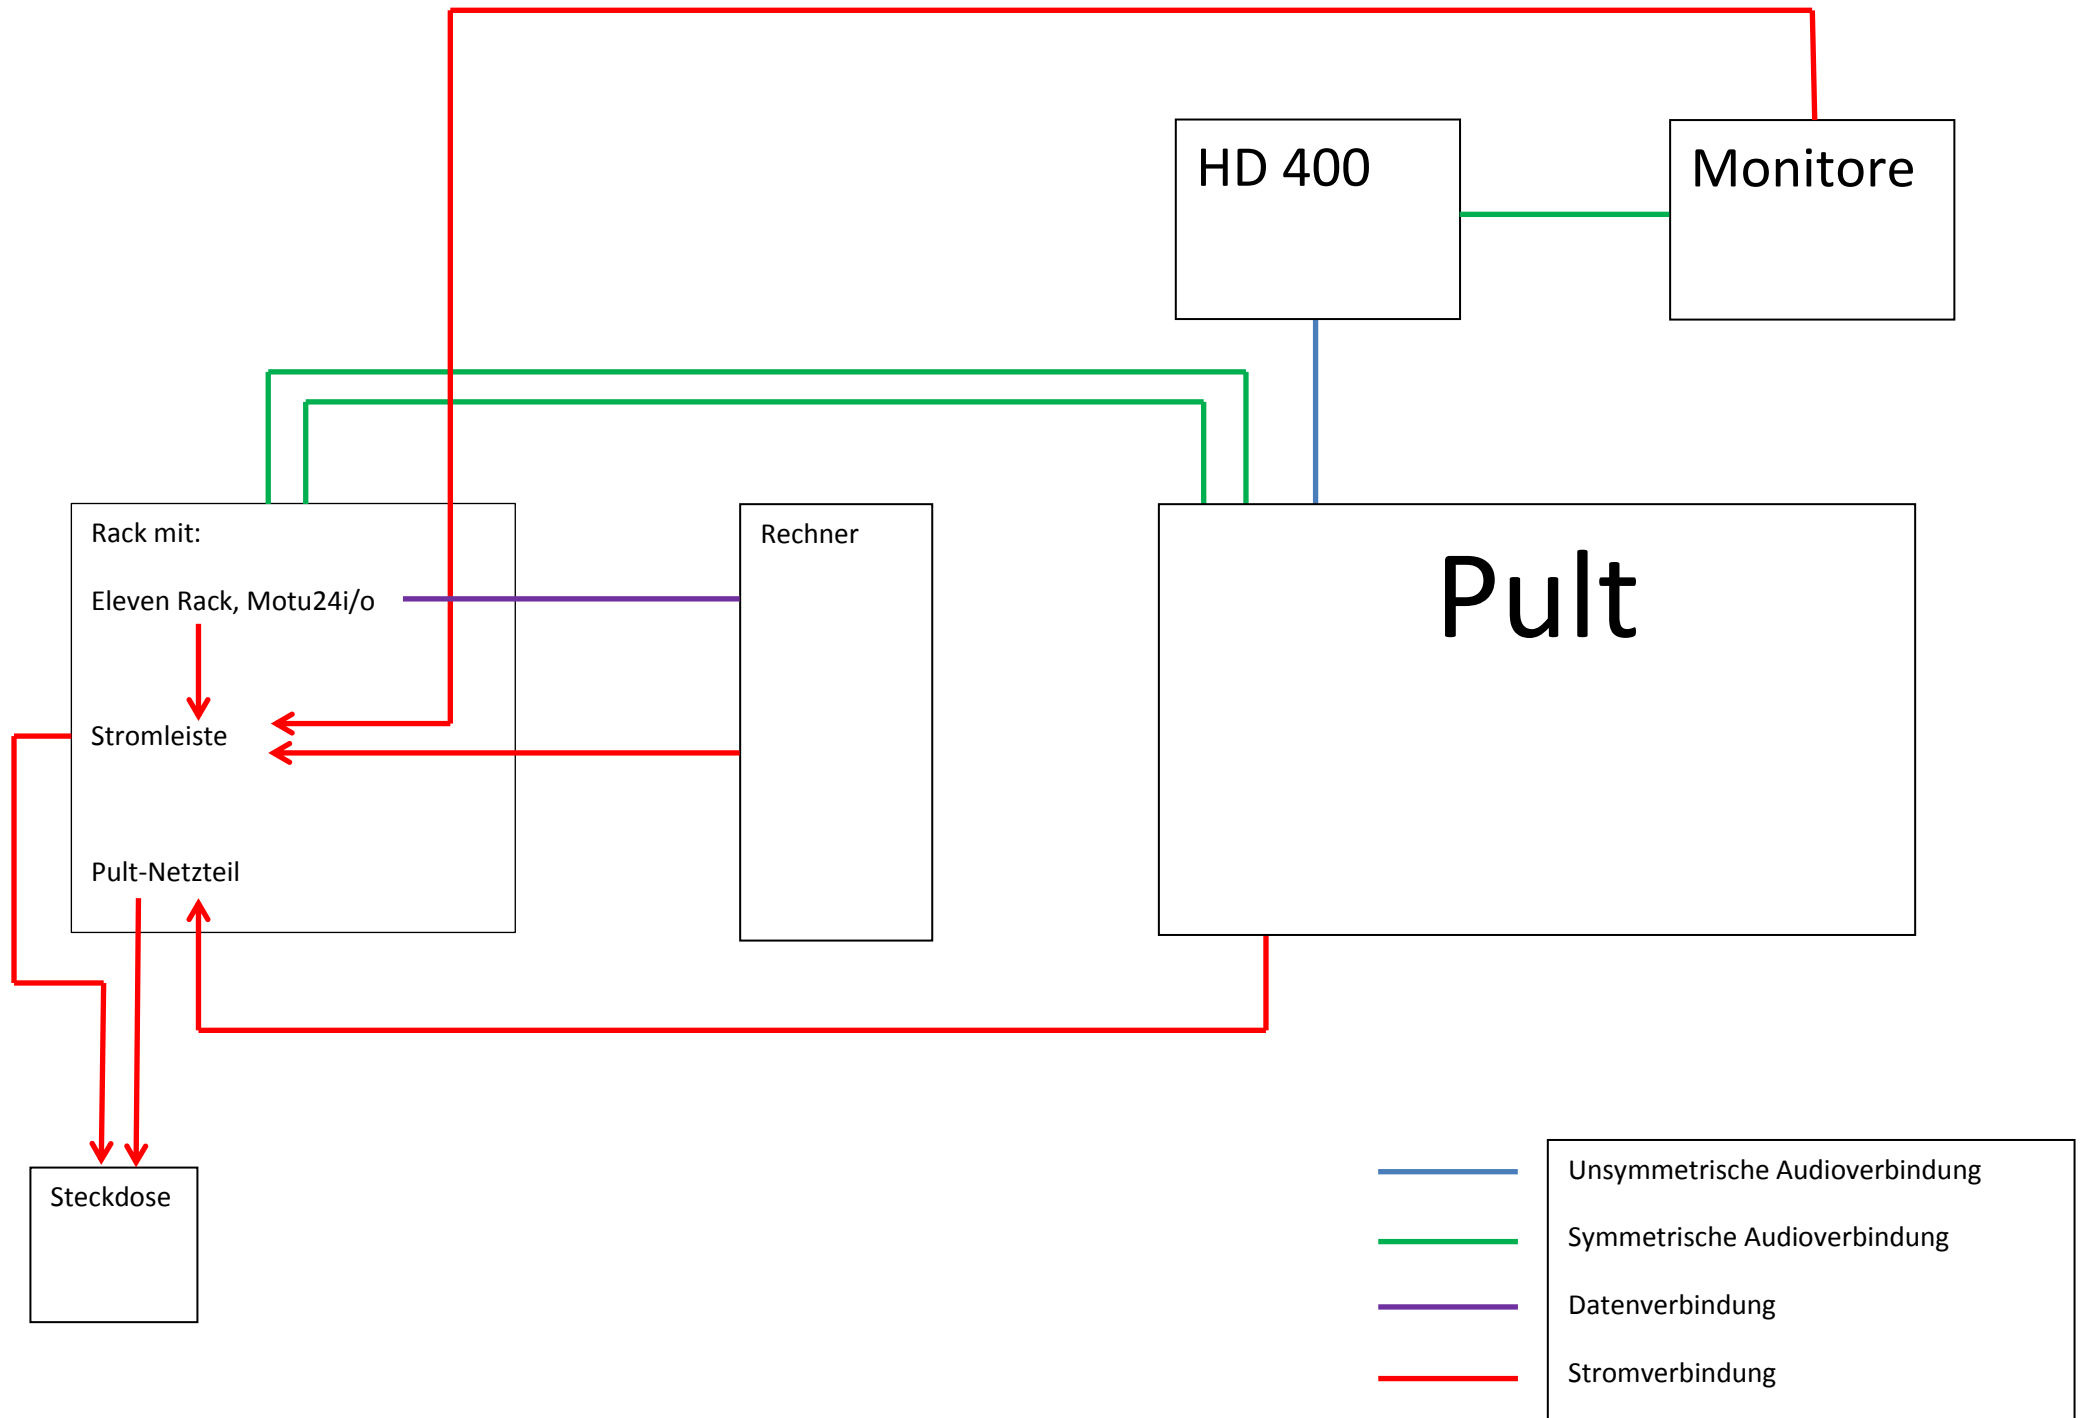 HD 400
Monitore
Rack mit:
Eleven Rack, Motu24i/o
Stromleiste
Pult-Netzteil
Rechner
Pult
Steckdose
Unsymmetrische Audioverbindung
Symmetrische Audioverbindung
Datenverbindung
Stromverbindung